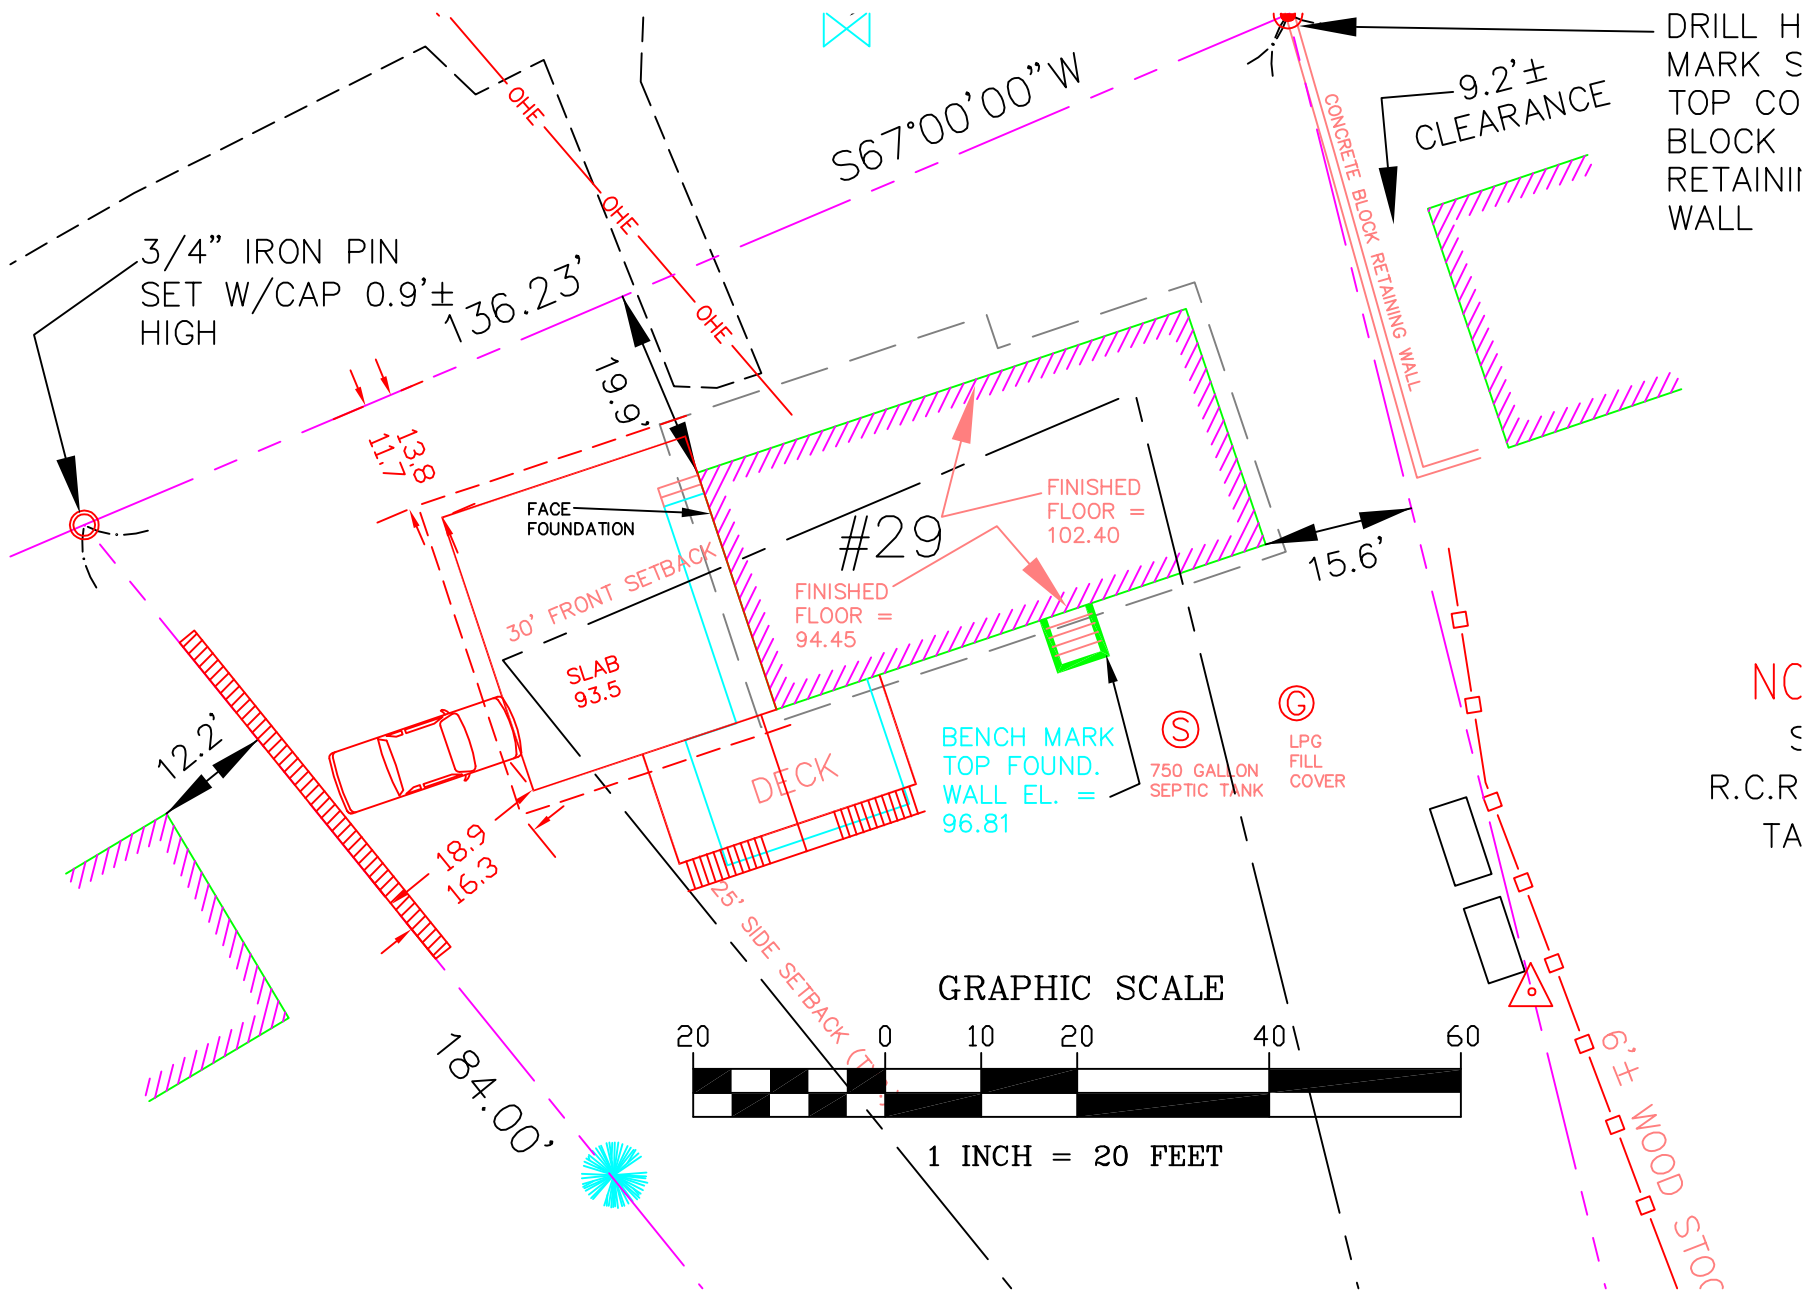 DRILL H
MARK S
TOP CO
BLOCK
RETAINI
WALL
9.2'±
CLEARANCE
CONCRETE BLOCK RETAINING WALL
S67°00'00"W
136.23'
OHE
OHE
OHE
3/4" IRON PIN
SET W/CAP 0.9'±
HIGH
19.9'
13.8
11.7
FACE
FOUNDATION
30' FRONT SETBACK
#29
FINISHED
FLOOR =
102.40
FINISHED
FLOOR =
94.45
15.6'
SLAB
93.5
12.2'
DECK
BENCH MARK
TOP FOUND.
WALL EL. =
96.81
S
750 GALLON
SEPTIC TANK
G
LPG
FILL
COVER
NO
S
R.C.R
TA
18.9
16.3
25' SIDE SETBACK
184.00'
GRAPHIC SCALE
20 0 10 20 40 60
1 INCH = 20 FEET
6'± WOOD STOC